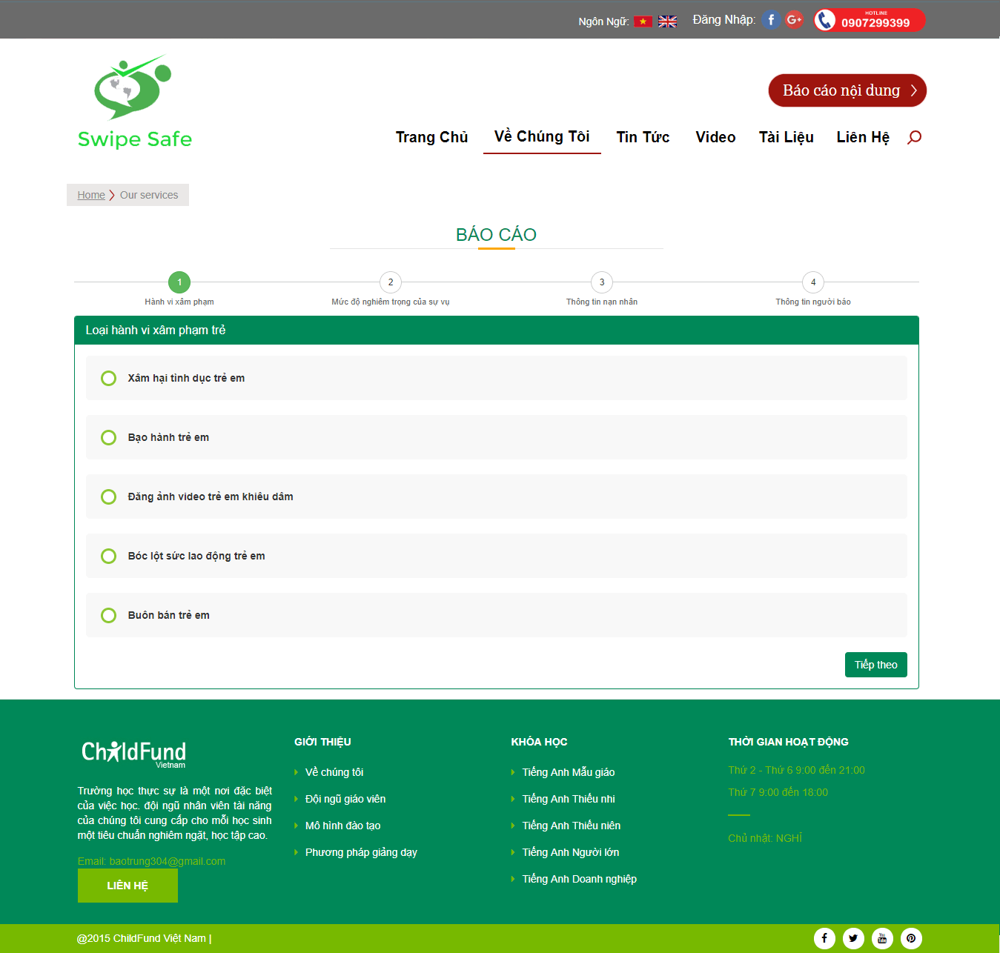 Ngôn Ngữ:
Đăng Nhập:
f
G+
HOTLINE
0907299399
Swipe Safe
Báo cáo nội dung
Trang Chủ
Về Chúng Tôi
Tin Tức
Video
Tài Liệu
Liên Hệ
Home
Our services
BÁO CÁO
1
2
3
4
Hành vi xâm phạm
Mức độ nghiêm trọng của sự vụ
Thông tin nạn nhân
Thông tin người báo
Loại hành vi xâm phạm trẻ
Xâm hại tình dục trẻ em
Bạo hành trẻ em
Đăng ảnh video trẻ em khiêu dâm
Bóc lột sức lao động trẻ em
Buôn bán trẻ em
Tiếp theo
ChildFund
Vietnam
Trường học thực sự là một nơi đặc biệt
của việc học. đội ngũ nhân viên tài năng
của chúng tôi cung cấp cho mỗi học sinh
một tiêu chuẩn nghiêm ngặt, học tập cao.
Email: baotrung304@gmail.com
LIÊN HỆ
GIỚI THIỆU
Về chúng tôi
Đội ngũ giáo viên
Mô hình đào tạo
Phương pháp giảng dạy
KHÓA HỌC
Tiếng Anh Mẫu giáo
Tiếng Anh Thiếu nhi
Tiếng Anh Thiếu niên
Tiếng Anh Người lớn
Tiếng Anh Doanh nghiệp
THỜI GIAN HOẠT ĐỘNG
Thứ 2 - Thứ 6 9:00 đến 21:00
Thứ 7 9:00 đến 18:00
Chủ nhật: NGHỈ
@2015 ChildFund Việt Nam |
f
You
Tube